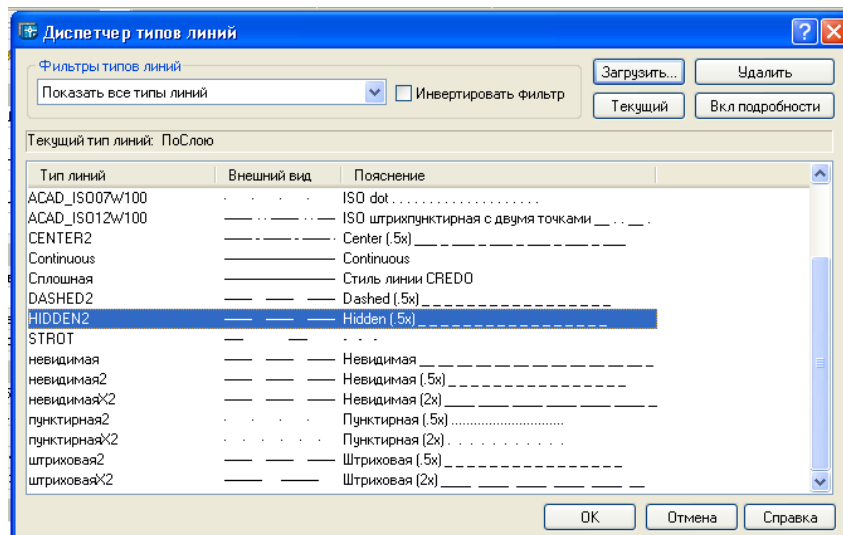 Диспетчер типов линий
Фильтры типов линий
Показать все типы линий
Инвертировать фильтр
Загрузить...
Удалить
Текущий
Вкл подробности
Текущий тип линий: ПоСлою
Тип линий Внешний вид Пояснение
ACAD_ISO07W100 ISO dot . . . . . . . . . . . . . . . . . . . .
ACAD_ISO12W100 ISO штрихпунктирная с двумя точками __ . . __ .
CENTER2 Center (.5x) ___ _ ___ _ ___ _ ___ _ ___ _ ___
Continuous Continuous
Сплошная Стиль линии CREDO
DASHED2 Dashed (.5x) _ _ _ _ _ _ _ _ _ _ _ _ _ _ _ _ _
HIDDEN2 Hidden (.5x) _ _ _ _ _ _ _ _ _ _ _ _ _ _ _ _ _
STROT - - -
невидимая Невидимая __ __ __ __ __ __ __ __ __ __ __
невидимая2 Невидимая (.5x) _ _ _ _ _ _ _ _ _ _ _ _ _ _ _
невидимаяX2 Невидимая (2x) ____ ____ ____ ____ ____ _
пунктирная2 Пунктирная (.5x) ..............................
пунктирнаяX2 Пунктирная (2x) . . . . . . . . . . .
штриховая2 Штриховая (.5x) _ _ _ _ _ _ _ _ _ _ _ _ _ _ _
штриховаяX2 Штриховая (2x) ____ ____ ____ ____ ___
OK Отмена Справка